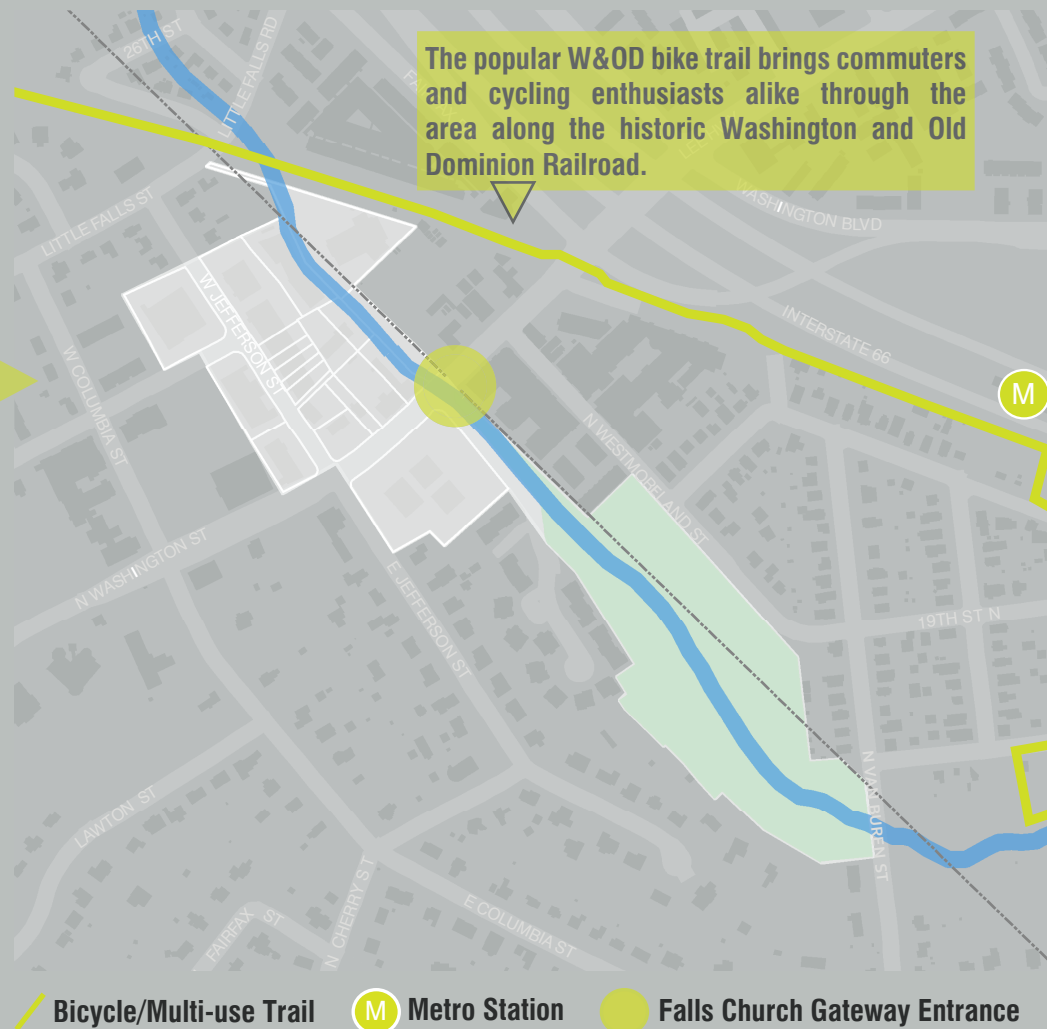 26TH ST
LITTLE FALLS RD
The popular W&OD bike trail brings commuters
and cycling enthusiasts alike through the
area along the historic Washington and Old
Dominion Railroad.
WASHINGTON BLVD
LITTLE FALLS ST
W JEFFERSON ST
INTERSTATE 66
W COLUMBIA ST
M
N WESTMORELAND ST
N WASHINGTON ST
E JEFFERSON ST
19TH ST N
N VAN BUREN ST
LAWTON ST
FAIRFAX ST
N CHERRY ST
E COLUMBIA ST
Bicycle/Multi-use Trail
M Metro Station
Falls Church Gateway Entrance